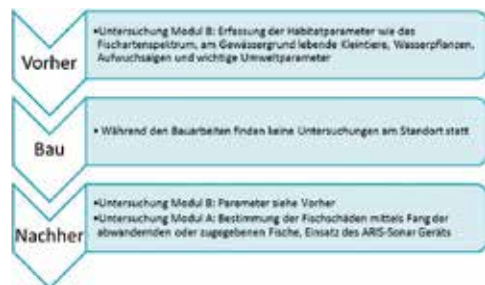 Vorher
•Untersuchung Modul B: Erfassung der Habitatparameter wie das
Fischartenspektrum, am Gewässergrund lebende Kleintiere, Wasserpflanzen,
Aufwuchsalgen und wichtige Umweltparameter
Bau
• Während den Bauarbeiten finden keine Untersuchungen am Standort statt
Nachher
•Untersuchung Modul B: Parameter siehe Vorher
•Untersuchung Modul A: Bestimmung der Fischschäden mittels Fang der
abwandernden oder zugegebenen Fische, Einsatz des ARIS-Sonar Geräts